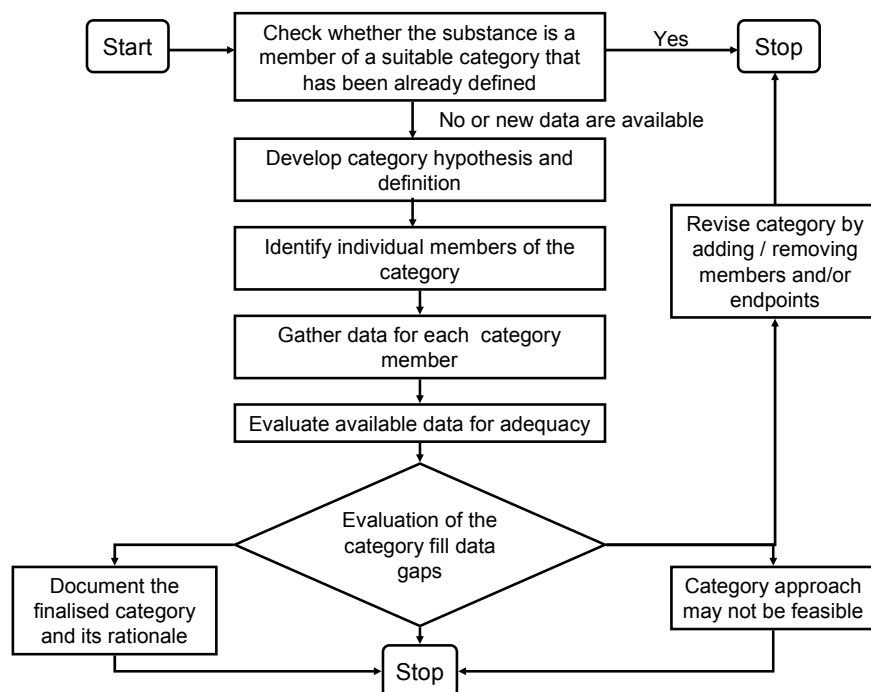 Start
Check whether the substance is a
member of a suitable category that
has been already defined
Yes
Stop
No or new data are available
Develop category hypothesis and
definition
Identify individual members of the
category
Revise category by
adding / removing
members and/or
endpoints
Gather data for each category
member
Evaluate available data for adequacy
Evaluation of the
category fill data
gaps
Document the
finalised category
and its rationale
Category approach
may not be feasible
Stop